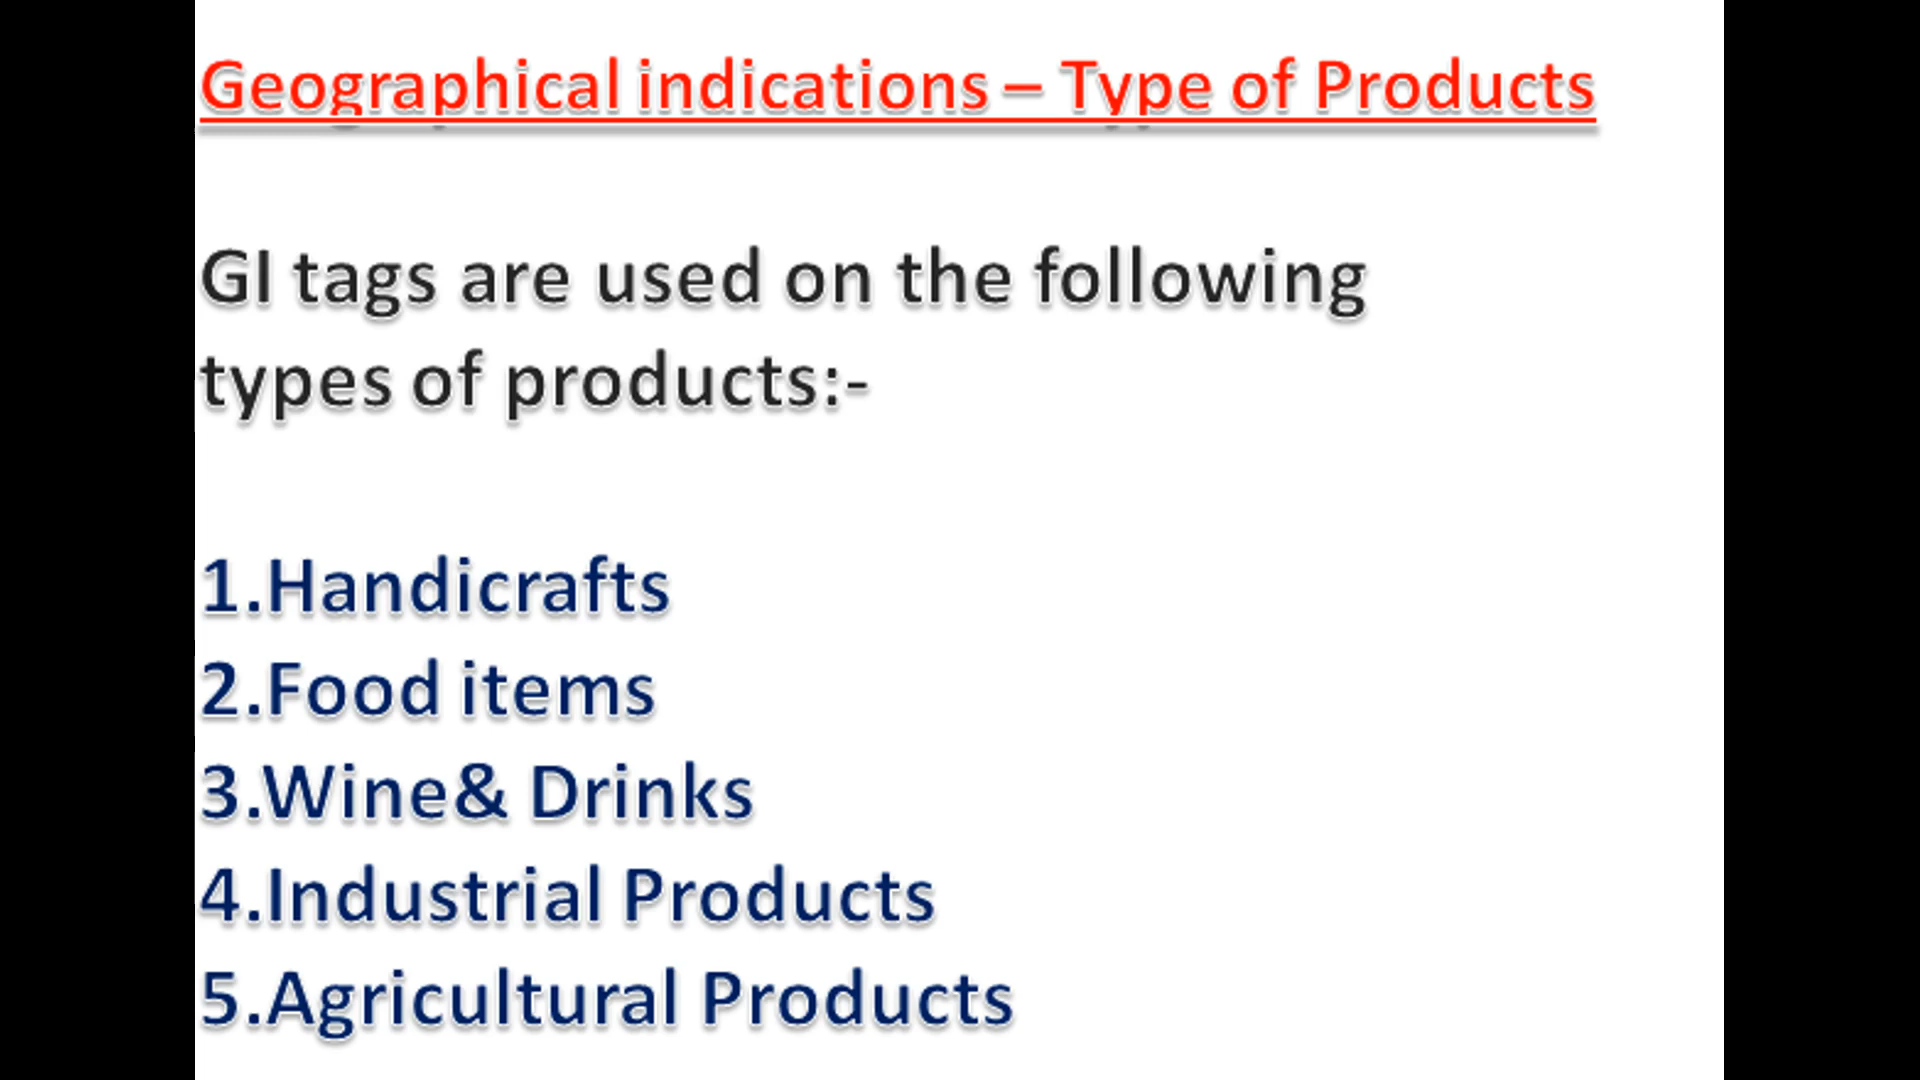 Geographical indications – Type of Products
GI tags are used on the following
types of products:-
1.Handicrafts
2.Food items
3.Wine& Drinks
4.Industrial Products
5.Agricultural Products